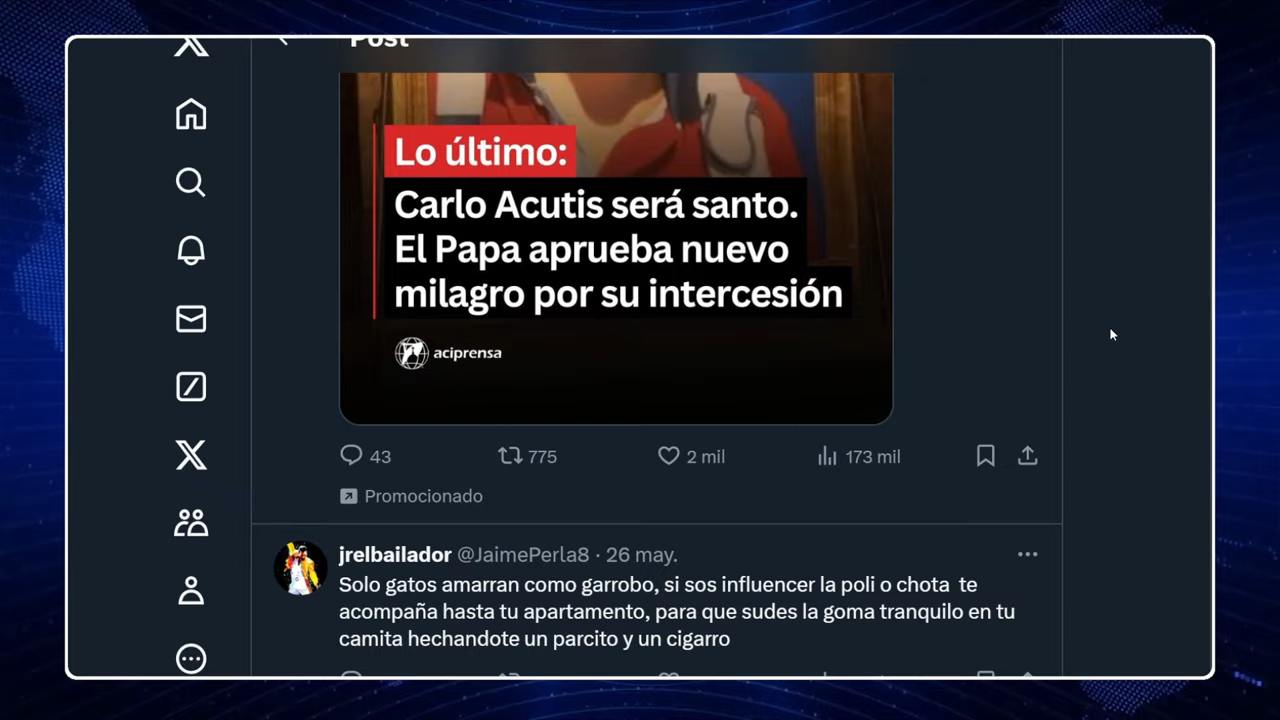 Post
Lo último:
Carlo Acutis será santo.
El Papa aprueba nuevo
milagro por su intercesión
aciprensa
43 775 2 mil 173 mil
Promocionado
jrelbailador @JaimePerla8 · 26 may.
Solo gatos amarran como garrobo, si sos influencer la poli o chota te
acompaña hasta tu apartamento, para que sudes la goma tranquilo en tu
camita hechandote un parcito y un cigarro